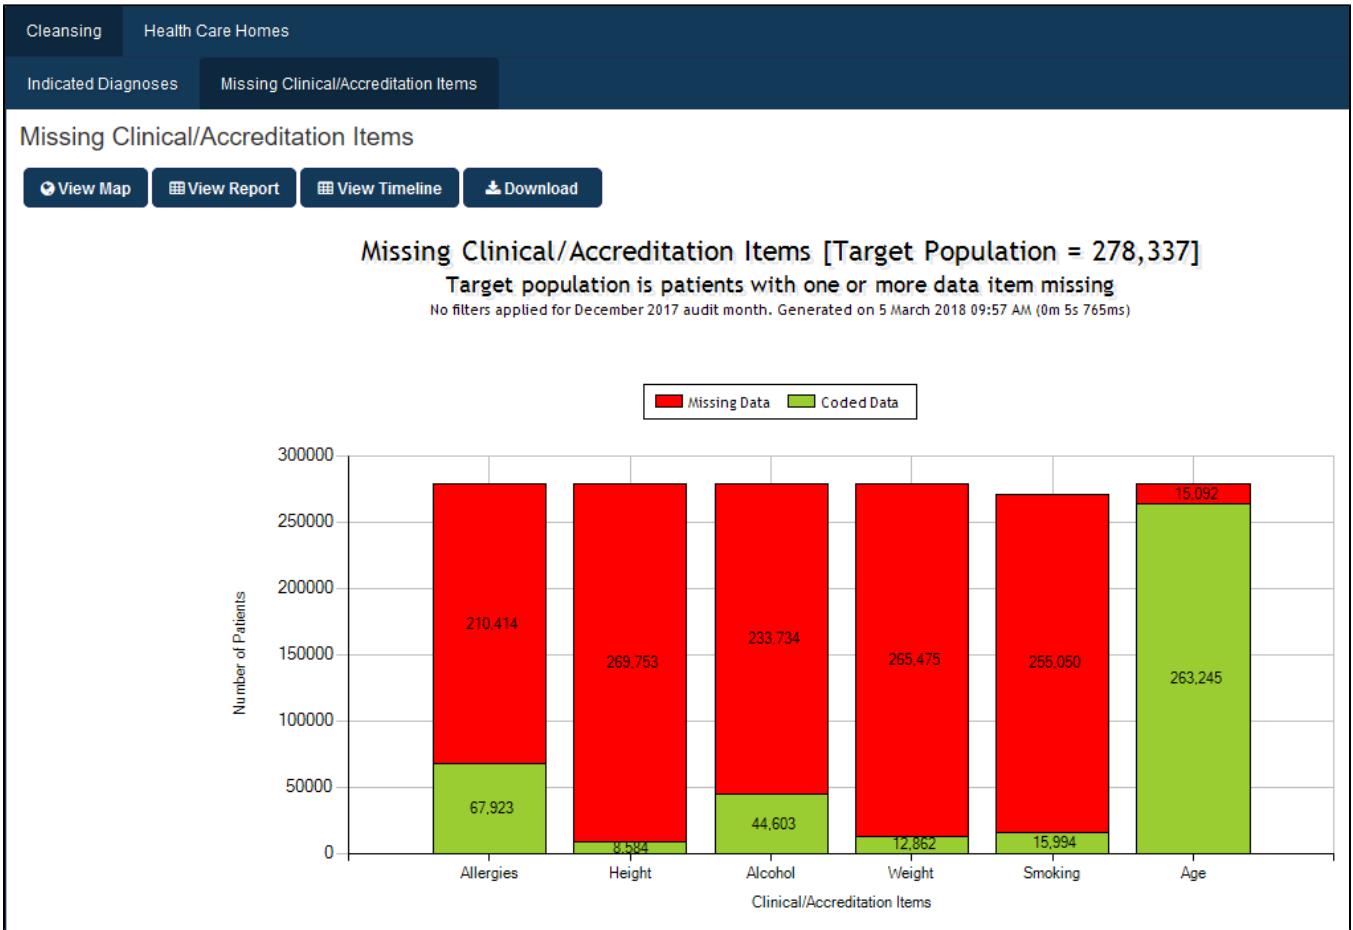 Cleansing Health Care Homes
Indicated Diagnoses Missing Clinical/Accreditation Items
Missing Clinical/Accreditation Items
View Map View Report View Timeline Download
Missing Clinical/Accreditation Items [Target Population = 278,337]
Target population is patients with one or more data item missing
No filters applied for December 2017 audit month. Generated on 5 March 2018 09:57 AM (0m 5s 765ms)
Missing Data Coded Data
300000
250000
200000
150000
100000
50000
0
Number of Patients
210,414
67,923
269,753
8,584
233,734
44,603
265,475
12,862
255,050
15,994
15,092
263,245
Allergies Height Alcohol Weight Smoking Age
Clinical/Accreditation Items